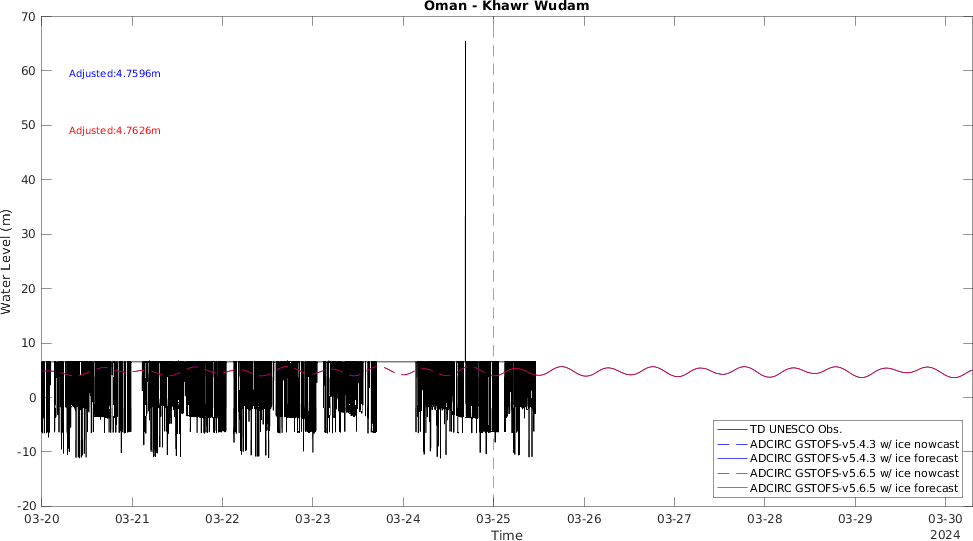 Oman - Khawr Wudam
70
60
50
40
30
20
10
0
-10
-20
Water Level (m)
Adjusted:4.7596m
Adjusted:4.7626m
TD UNESCO Obs.
ADCIRC GSTOFS-v5.4.3 w/ ice nowcast
ADCIRC GSTOFS-v5.4.3 w/ ice forecast
ADCIRC GSTOFS-v5.6.5 w/ ice nowcast
ADCIRC GSTOFS-v5.6.5 w/ ice forecast
03-20 03-21 03-22 03-23 03-24 03-25 03-26 03-27 03-28 03-29 03-30
Time
2024